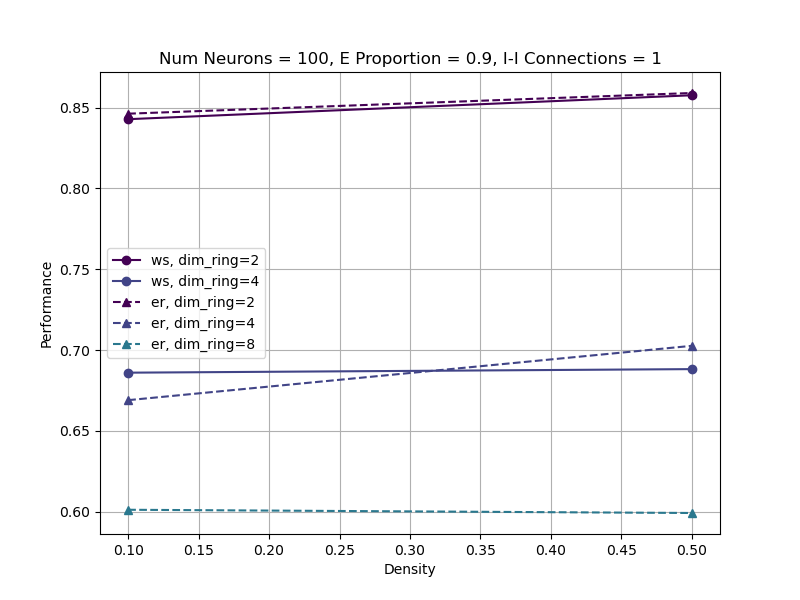 Num Neurons = 100, E Proportion = 0.9, I-I Connections = 1
Performance
0.85
0.80
0.75
0.70
0.65
0.60
ws, dim_ring=2
ws, dim_ring=4
er, dim_ring=2
er, dim_ring=4
er, dim_ring=8
0.10 0.15 0.20 0.25 0.30 0.35 0.40 0.45 0.50
Density